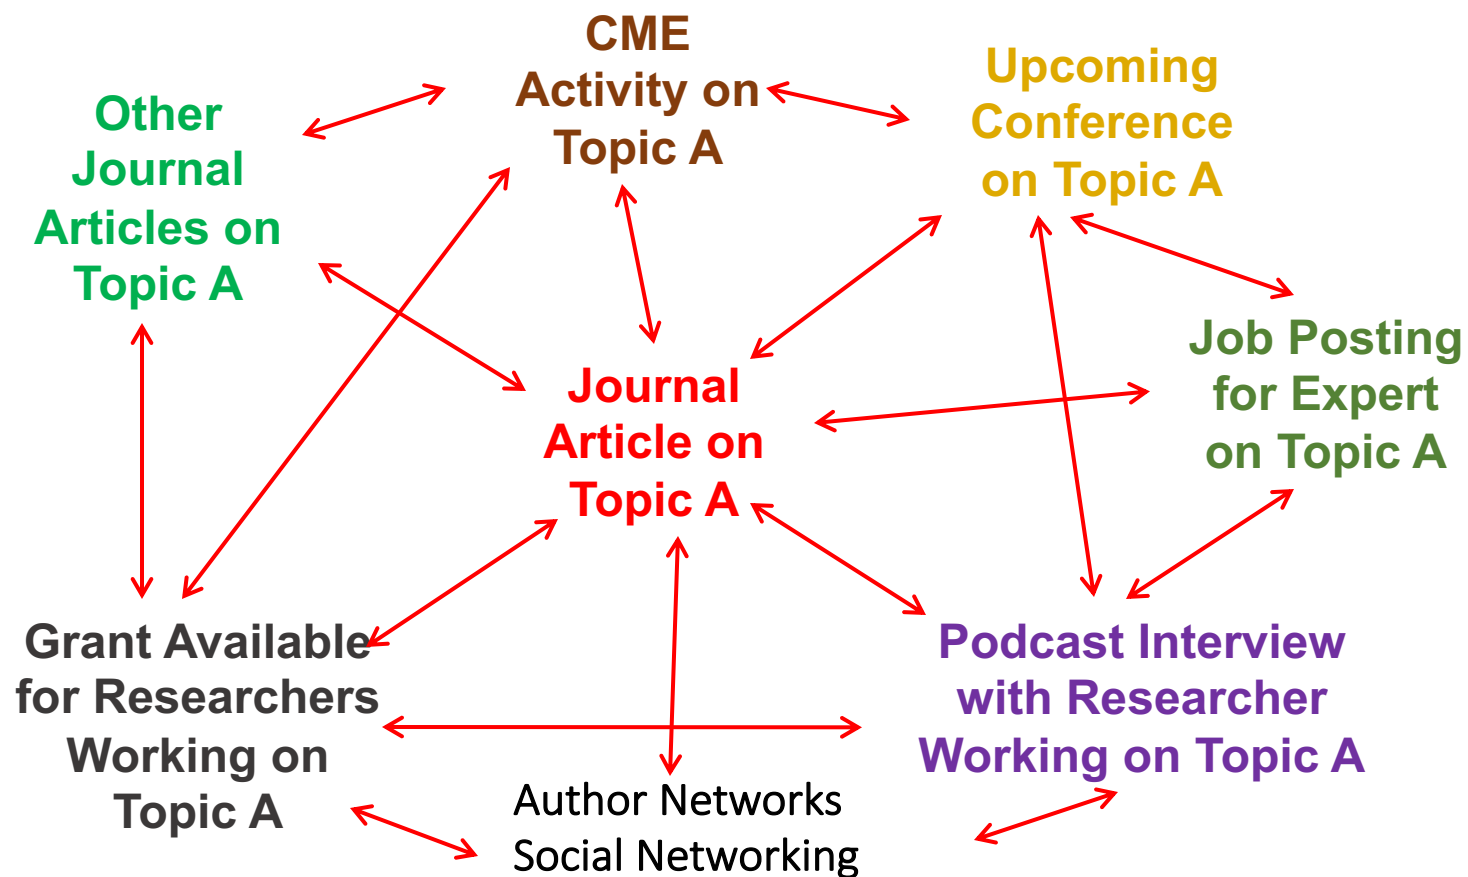 CME
Activity on
Topic A
Upcoming
Conference
on Topic A
Other
Journal
Articles on
Topic A
Job Posting
for Expert
on Topic A
Journal
Article on
Topic A
Grant Available
for Researchers
Working on
Topic A
Podcast Interview
with Researcher
Working on Topic A
Author Networks
Social Networking